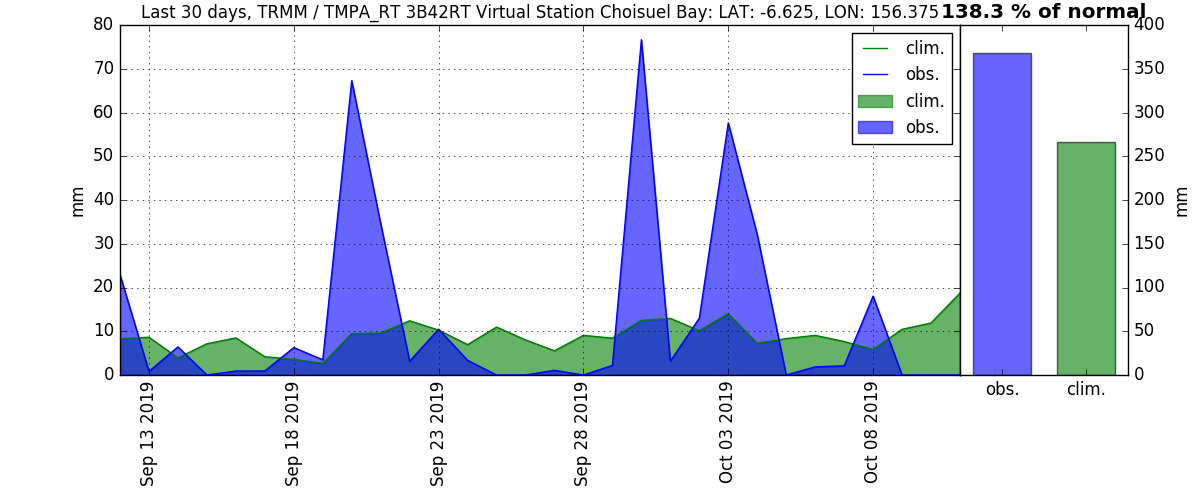 Last 30 days, TRMM / TMPA_RT 3B42RT Virtual Station Choisuel Bay: LAT: -6.625, LON: 156.375
138.3 % of normal
80
70
60
50
40
30
20
10
0
mm
clim.
obs.
clim.
obs.
Sep 13 2019
Sep 18 2019
Sep 23 2019
Sep 28 2019
Oct 03 2019
Oct 08 2019
400
350
300
250
200
150
100
50
0
mm
obs.
clim.